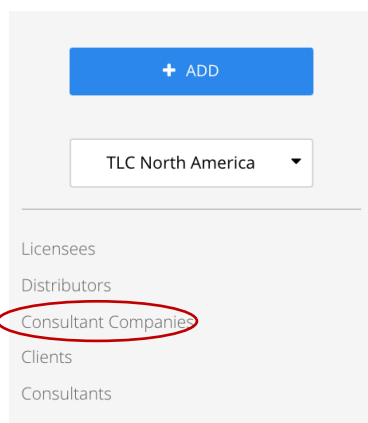 + ADD
TLC North America
Licensees
Distributors
Consultant Companies
Clients
Consultants